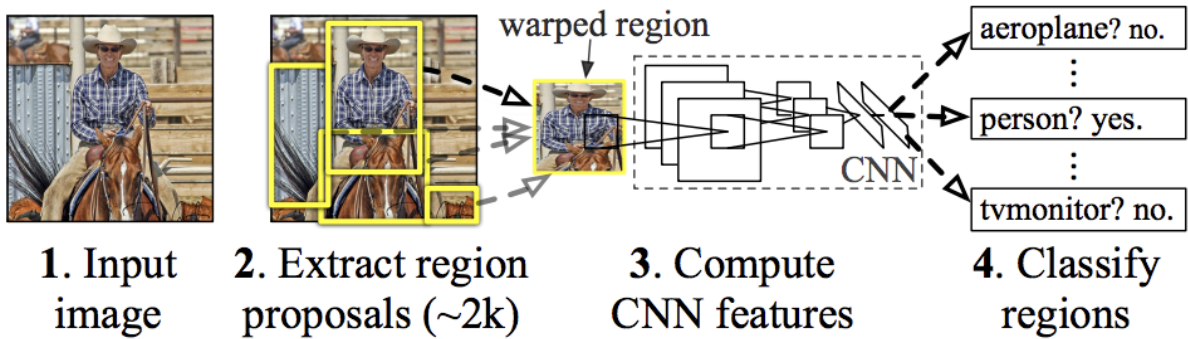 warped region
aeroplane? no.
person? yes.
CNN
tvmonitor? no.
1. Input
image
2. Extract region
proposals (~2k)
3. Compute
CNN features
4. Classify
regions